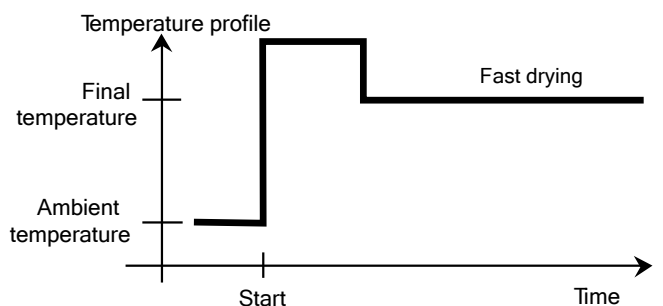 Temperature profile
Final
temperature
Fast drying
Ambient
temperature
Start
Time